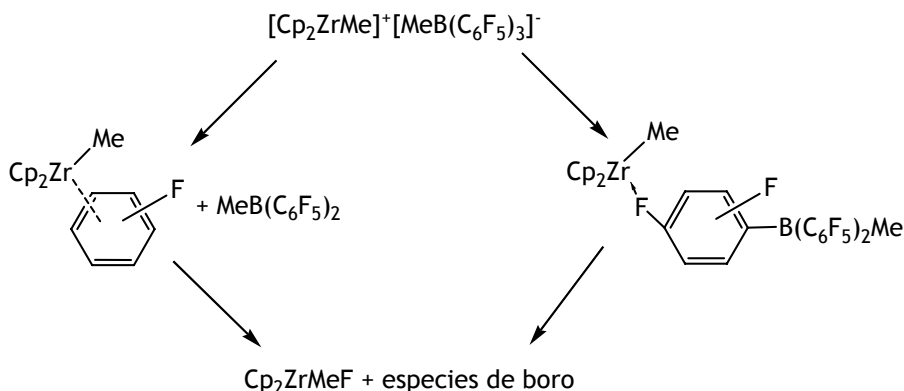 [Cp₂ZrMe]⁺[MeB(C₆F₅)₃]⁻
Me
Cp₂Zr
F
+ MeB(C₆F₅)₂
Me
Cp₂Zr
F
F
B(C₆F₅)₂Me
Cp₂ZrMeF + especies de boro